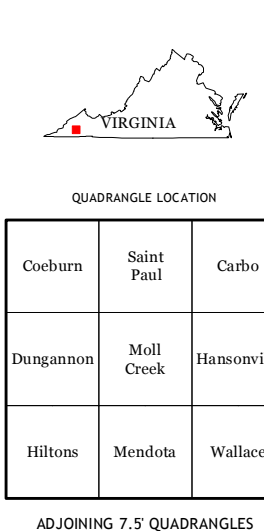 VIRGINIA
QUADRANGLE LOCATION
Coeburn
Saint
Paul
Carbo
Dungannon
Moll
Creek
Hansonvi
Hiltons
Mendota
Wallace
ADJOINING 7.5' QUADRANGLES